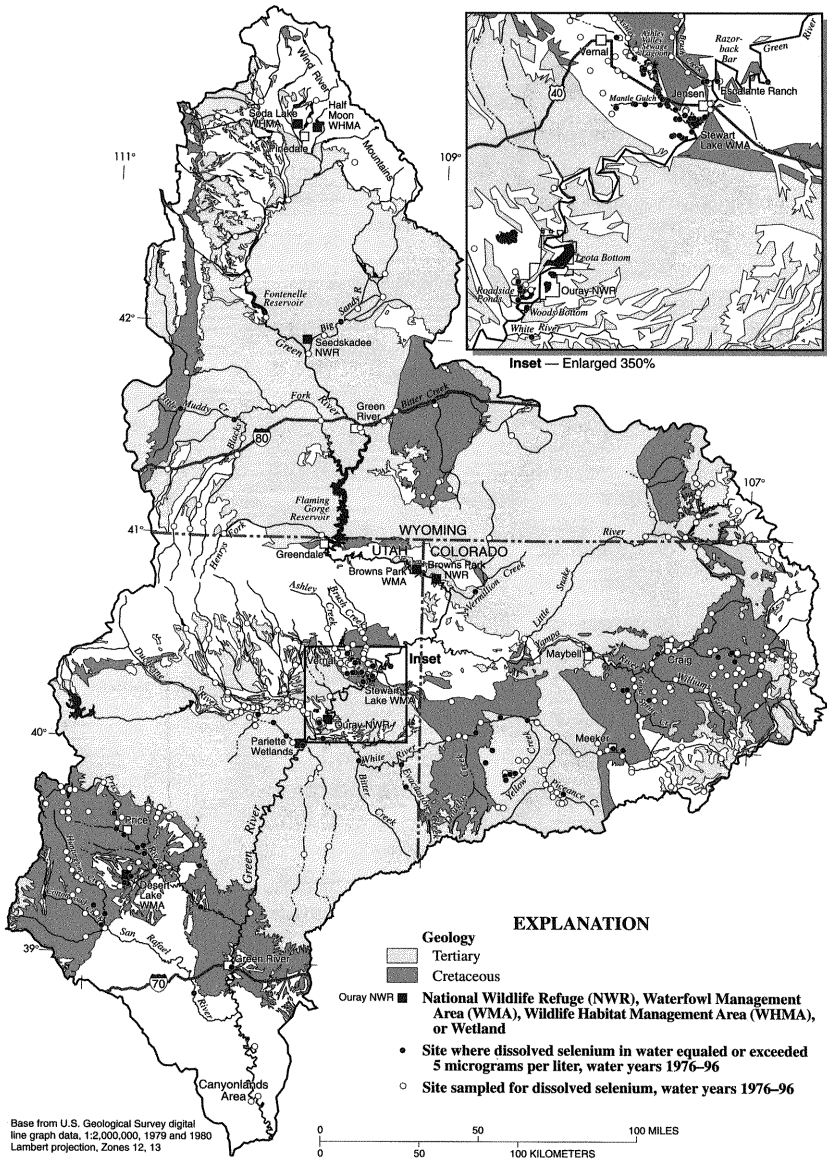 Wind River
Mountains
Soda Lake
WHMA
Half
Moon
WHMA
Pinedale
111°
109°
Vernal
Ashley
Valley
Sewage
Lagoon
Razor-
back
Bar
Green
River
Escalante Ranch
40
Mantle Gulch
Jensen
Stewart
Lake WMA
Leota Bottom
Roadside
Ponds
Ouray NWR
Woods Bottom
White River
Inset — Enlarged 350%
Fontenelle
Reservoir
42°
Big Sandy R
Green
River
Seedskadee
NWR
Little Muddy Cr
Blacks
Fork
Green
River
Bitter Creek
80
107°
Flaming
Gorge
Reservoir
41°
Henrys Fork
WYOMING
UTAH
COLORADO
River
Greendale
Browns Park
WMA
Browns Park
NWR
Vermillion Creek
Little Snake
Ashley
Creek
Brush Creek
Yampa
Maybell
Craig
Inset
Vernal
Stewart
Lake WMA
Duchesne
River
Ouray NWR
40°
Pariette
Wetlands
White River
Meeker
Bitter
Creek
Evacuation
Creek
Yellow Creek
Piceance Cr
Green River
Price
Desert
Lake
WMA
39°
San Rafael
River
Green River
70
Canyonlands
Area
EXPLANATION
Geology
Tertiary
Cretaceous
Ouray NWR
National Wildlife Refuge (NWR), Waterfowl Management
Area (WMA), Wildlife Habitat Management Area (WHMA),
or Wetland
Site where dissolved selenium in water equaled or exceeded
5 micrograms per liter, water years 1976–96
Site sampled for dissolved selenium, water years 1976–96
Base from U.S. Geological Survey digital
line graph data, 1:2,000,000, 1979 and 1980
Lambert projection, Zones 12, 13
0 50 100 MILES
0 50 100 KILOMETERS